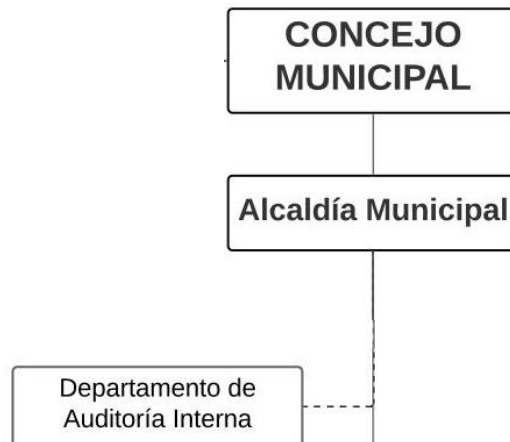 CONCEJO
MUNICIPAL
Alcaldía Municipal
Departamento de
Auditoría Interna